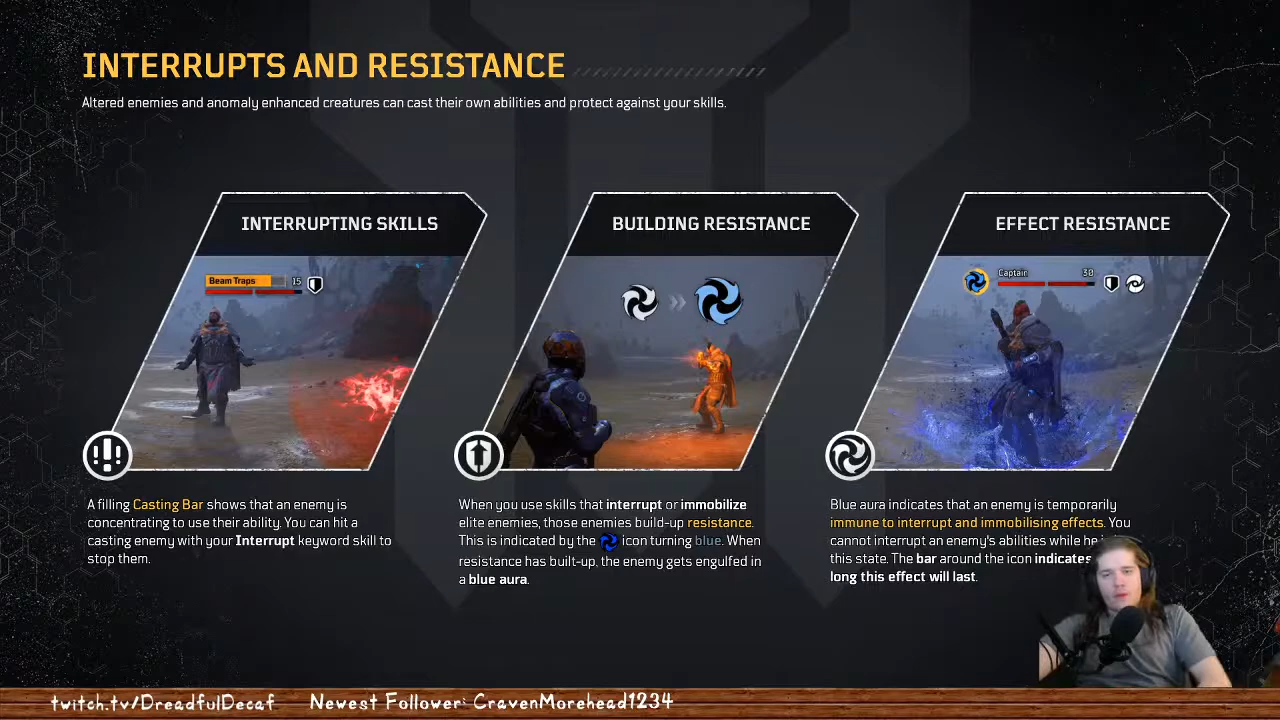 INTERRUPTS AND RESISTANCE
Altered enemies and anomaly enhanced creatures can cast their own abilities and protect against your skills.
INTERRUPTING SKILLS
Beam Traps 15
A filling Casting Bar shows that an enemy is
concentrating to use their ability. You can hit a
casting enemy with your Interrupt keyword skill to
stop them.
BUILDING RESISTANCE
When you use skills that interrupt or immobilize
elite enemies, those enemies build-up resistance.
This is indicated by the icon turning blue. When
resistance has built-up, the enemy gets engulfed in
a blue aura.
EFFECT RESISTANCE
Captain 30
Blue aura indicates that an enemy is temporarily
immune to interrupt and immobilising effects. You
cannot interrupt an enemy's abilities while he
this state. The bar around the icon indicates
long this effect will last.
twitch.tv/DreadfulDecaf Newest Follower: CravenMorehead1234